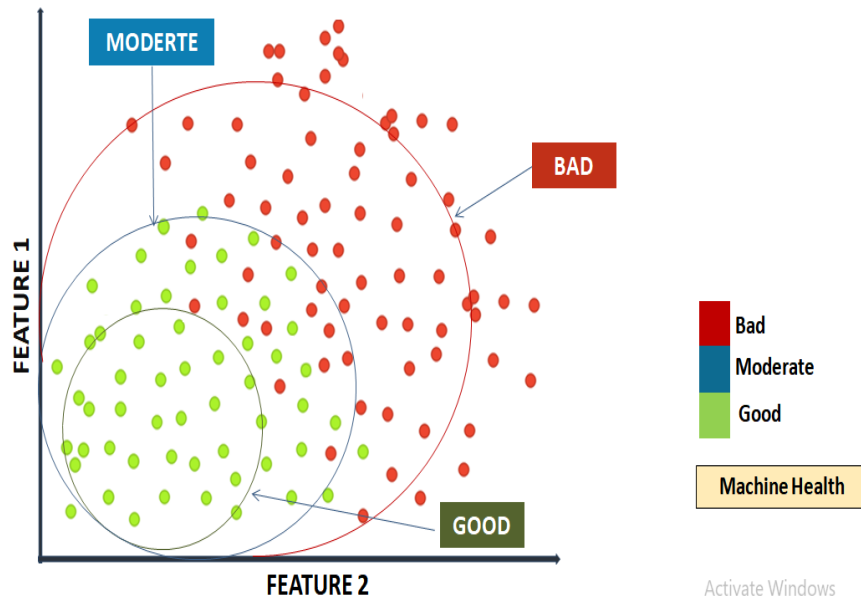 MODERTE
BAD
FEATURE 1
Bad
Moderate
Good
Machine Health
GOOD
FEATURE 2
Activate Windows